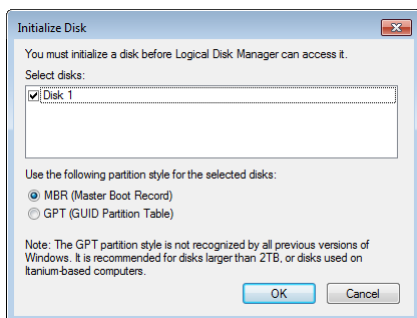 Initialize Disk
You must initialize a disk before Logical Disk Manager can access it.
Select disks:
Disk 1
Use the following partition style for the selected disks:
MBR (Master Boot Record)
GPT (GUID Partition Table)
Note: The GPT partition style is not recognized by all previous versions of
Windows. It is recommended for disks larger than 2TB, or disks used on
Itanium-based computers.
OK Cancel